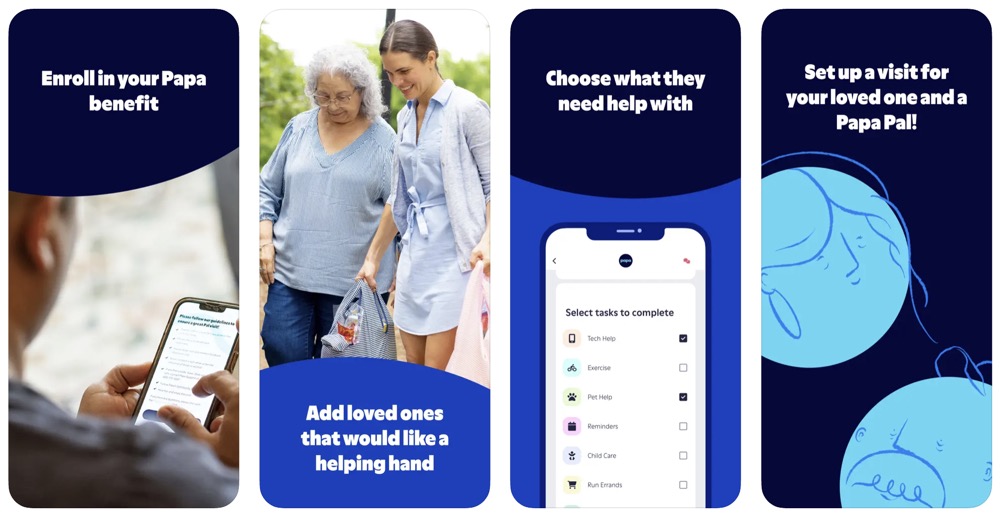 Enroll in your Papa
benefit
Please follow our guidelines to
ensure a great Pal visit!
Add loved ones
that would like a
helping hand
Choose what they
need help with
papa
Select tasks to complete
Tech Help
Exercise
Pet Help
Reminders
Child Care
Run Errands
Set up a visit for
your loved one and a
Papa Pal!